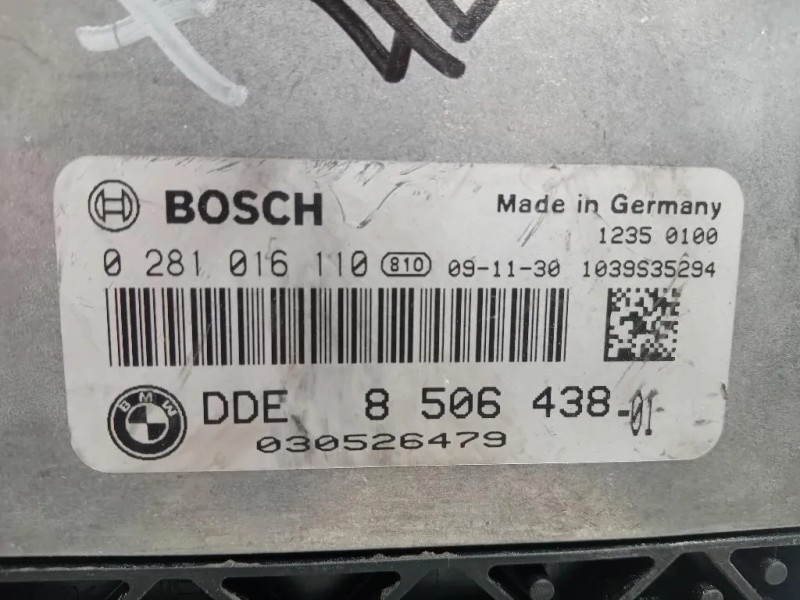 BOSCH
Made in Germany
1235 0100
0 281 016 110 810 09-11-30 1039S35294
BMW
DDE 8 506 438-01
030526479